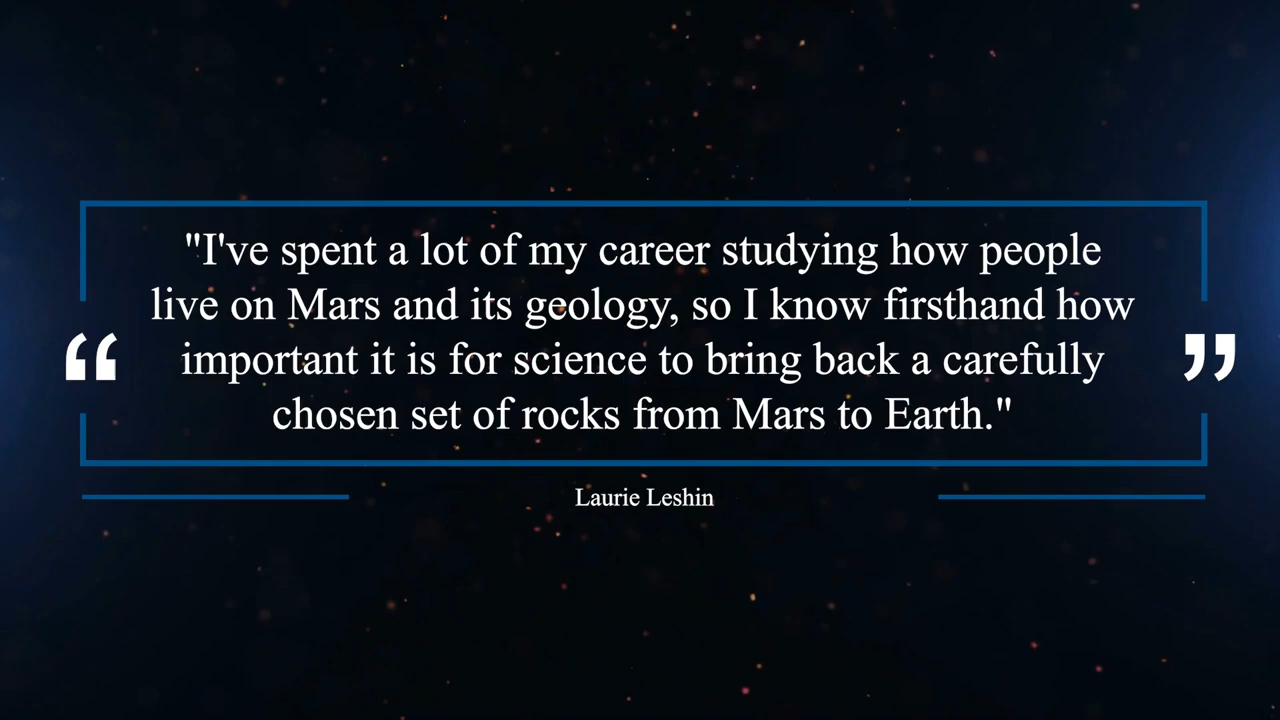 "I've spent a lot of my career studying how people
live on Mars and its geology, so I know firsthand how
important it is for science to bring back a carefully
chosen set of rocks from Mars to Earth."
Laurie Leshin